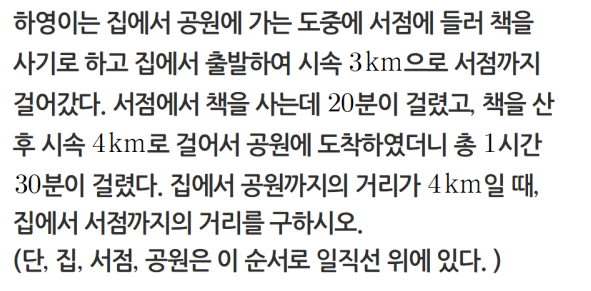 하영이는 집에서 공원에 가는 도중에 서점에 들러 책을
사기로 하고 집에서 출발하여 시속 3km으로 서점까지
걸어갔다. 서점에서 책을 사는데 20분이 걸렸고, 책을 산
후 시속 4km로 걸어서 공원에 도착하였더니 총 1시간
30분이 걸렸다. 집에서 공원까지의 거리가 4km일 때,
집에서 서점까지의 거리를 구하시오.
(단, 집, 서점, 공원은 이 순서로 일직선 위에 있다. )